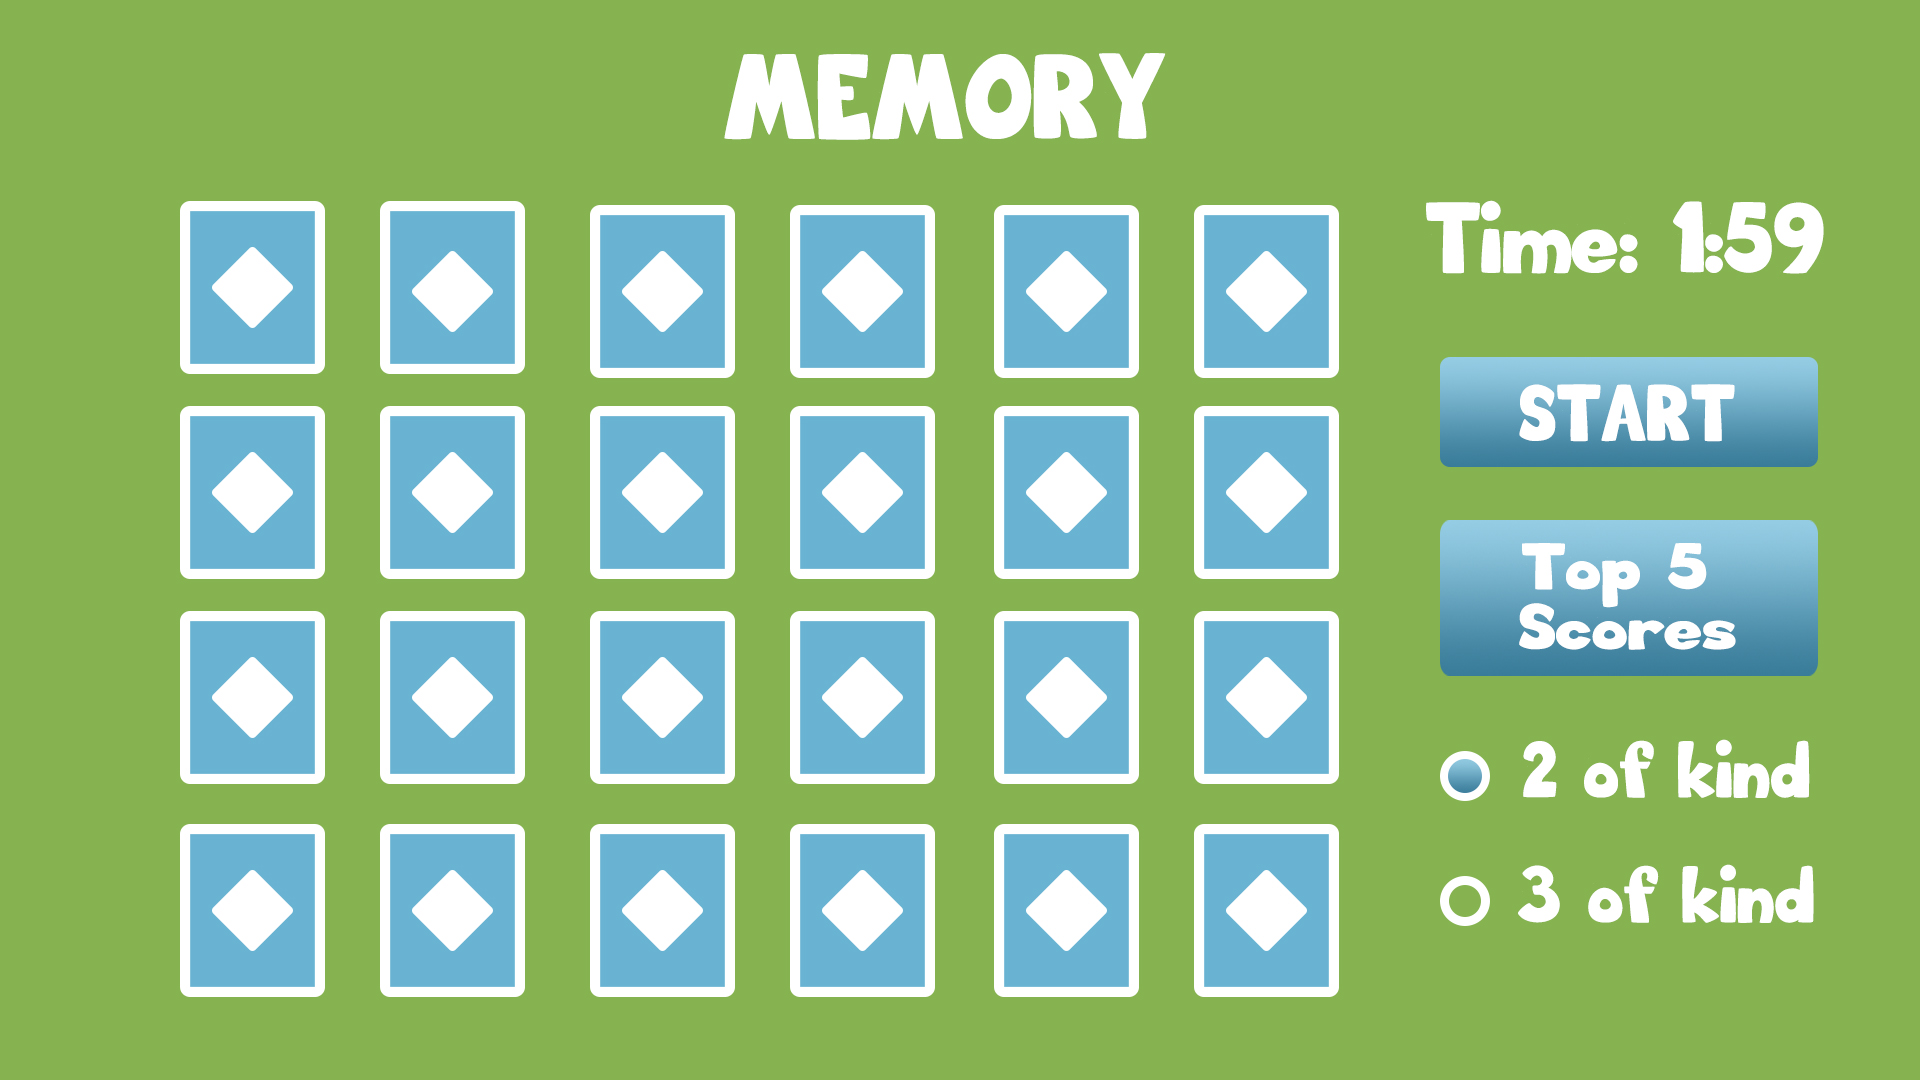 MEMORY
Time: 1:59
START
Top 5
Scores
2 of kind
3 of kind